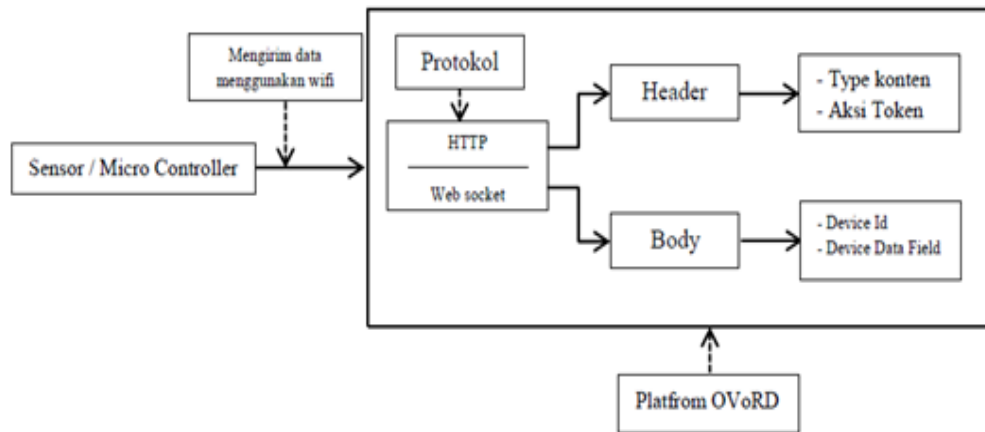 Mengirim data
menggunakan wifi
Sensor / Micro Controller
Protokol
HTTP
Web socket
Header
- Type konten
- Aksi Token
Body
- Device Id
- Device Data Field
Platfrom OVoRD